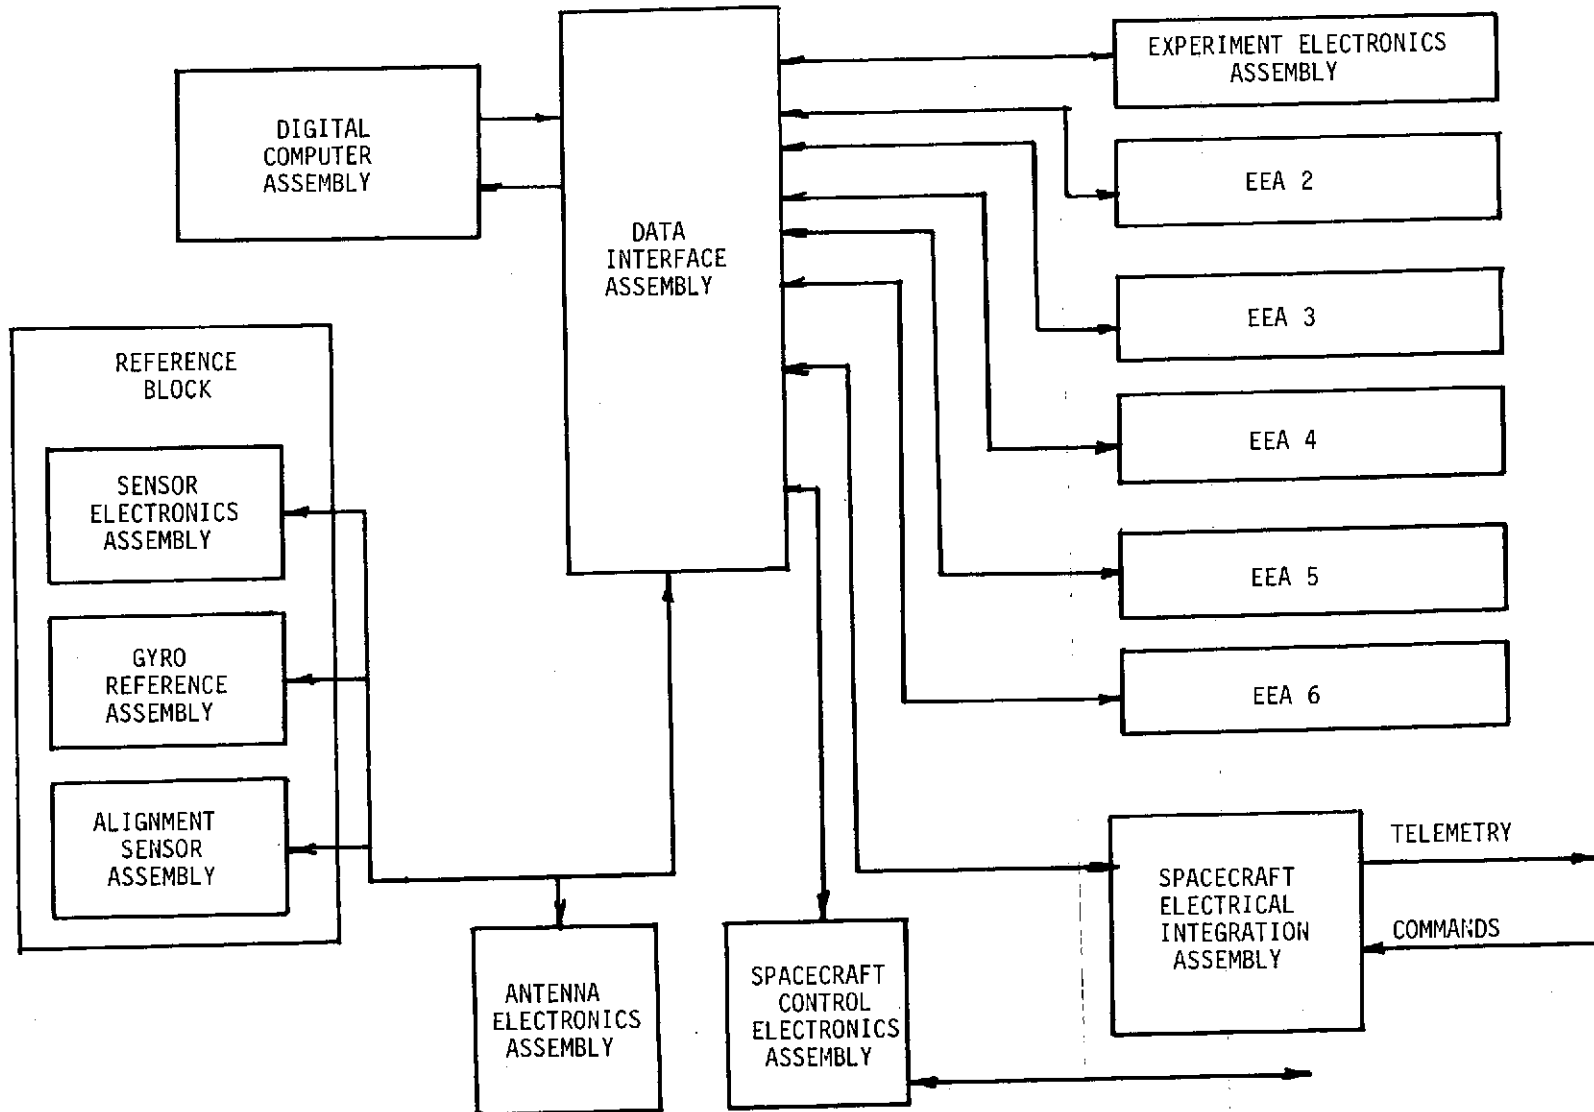 EXPERIMENT ELECTRONICS
ASSEMBLY
DIGITAL
COMPUTER
ASSEMBLY
EEA 2
DATA
INTERFACE
ASSEMBLY
EEA 3
REFERENCE
BLOCK
EEA 4
SENSOR
ELECTRONICS
ASSEMBLY
EEA 5
GYRO
REFERENCE
ASSEMBLY
EEA 6
ALIGNMENT
SENSOR
ASSEMBLY
TELEMETRY
SPACECRAFT
ELECTRICAL
INTEGRATION
ASSEMBLY
COMMANDS
ANTENNA
ELECTRONICS
ASSEMBLY
SPACECRAFT
CONTROL
ELECTRONICS
ASSEMBLY